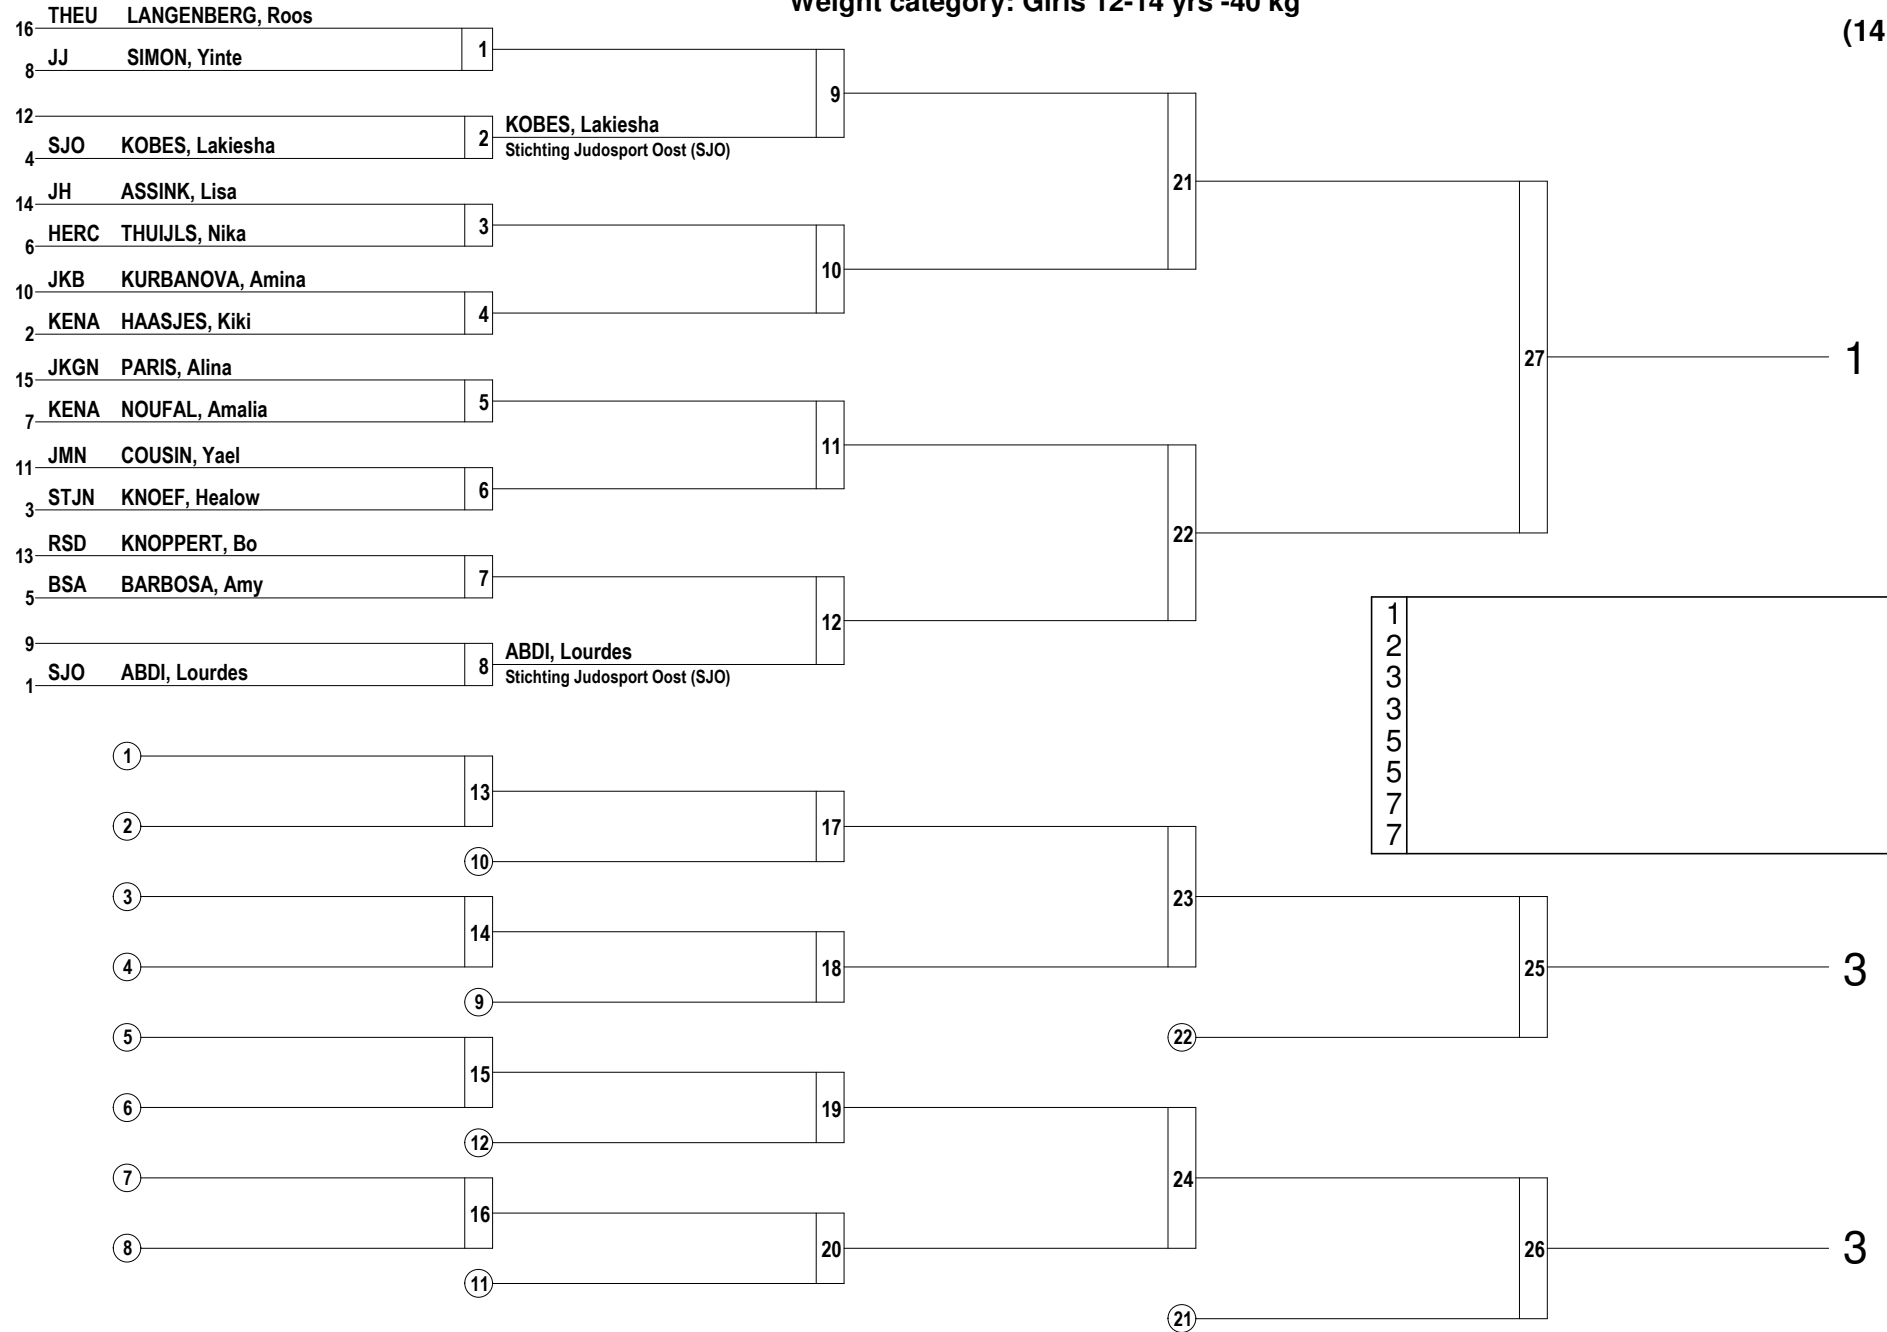 Weight category: Girls 12-14 yrs -40 kg
(14
16 THEU LANGENBERG, Roos
8 JJ SIMON, Yinte
1
12
4 SJO KOBES, Lakiesha
2
KOBES, Lakiesha
Stichting Judosport Oost (SJO)
9
14 JH ASSINK, Lisa
6 HERC THUIJLS, Nika
3
10 JKB KURBANOVA, Amina
2 KENA HAASJES, Kiki
4
10
21
15 JKGN PARIS, Alina
7 KENA NOUFAL, Amalia
5
11 JMN COUSIN, Yael
3 STJN KNOEF, Healow
6
11
13 RSD KNOPPERT, Bo
5 BSA BARBOSA, Amy
7
9
1 SJO ABDI, Lourdes
8
ABDI, Lourdes
Stichting Judosport Oost (SJO)
12
22
27
1
1
2
3
3
5
5
7
7
1
2
13
10
17
3
4
14
9
18
23
22
25
3
5
6
15
12
19
7
8
16
11
20
24
21
26
3